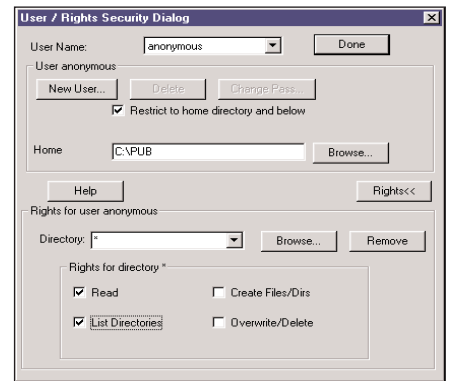 User / Rights Security Dialog
User Name: anonymous Done
User anonymous
New User... Delete Change Pass...
Restrict to home directory and below
Home C:\PUB Browse...
Help Rights<<
Rights for user anonymous
Directory: * Browse... Remove
Rights for directory *
Read Create Files/Dirs
List Directories Overwrite/Delete